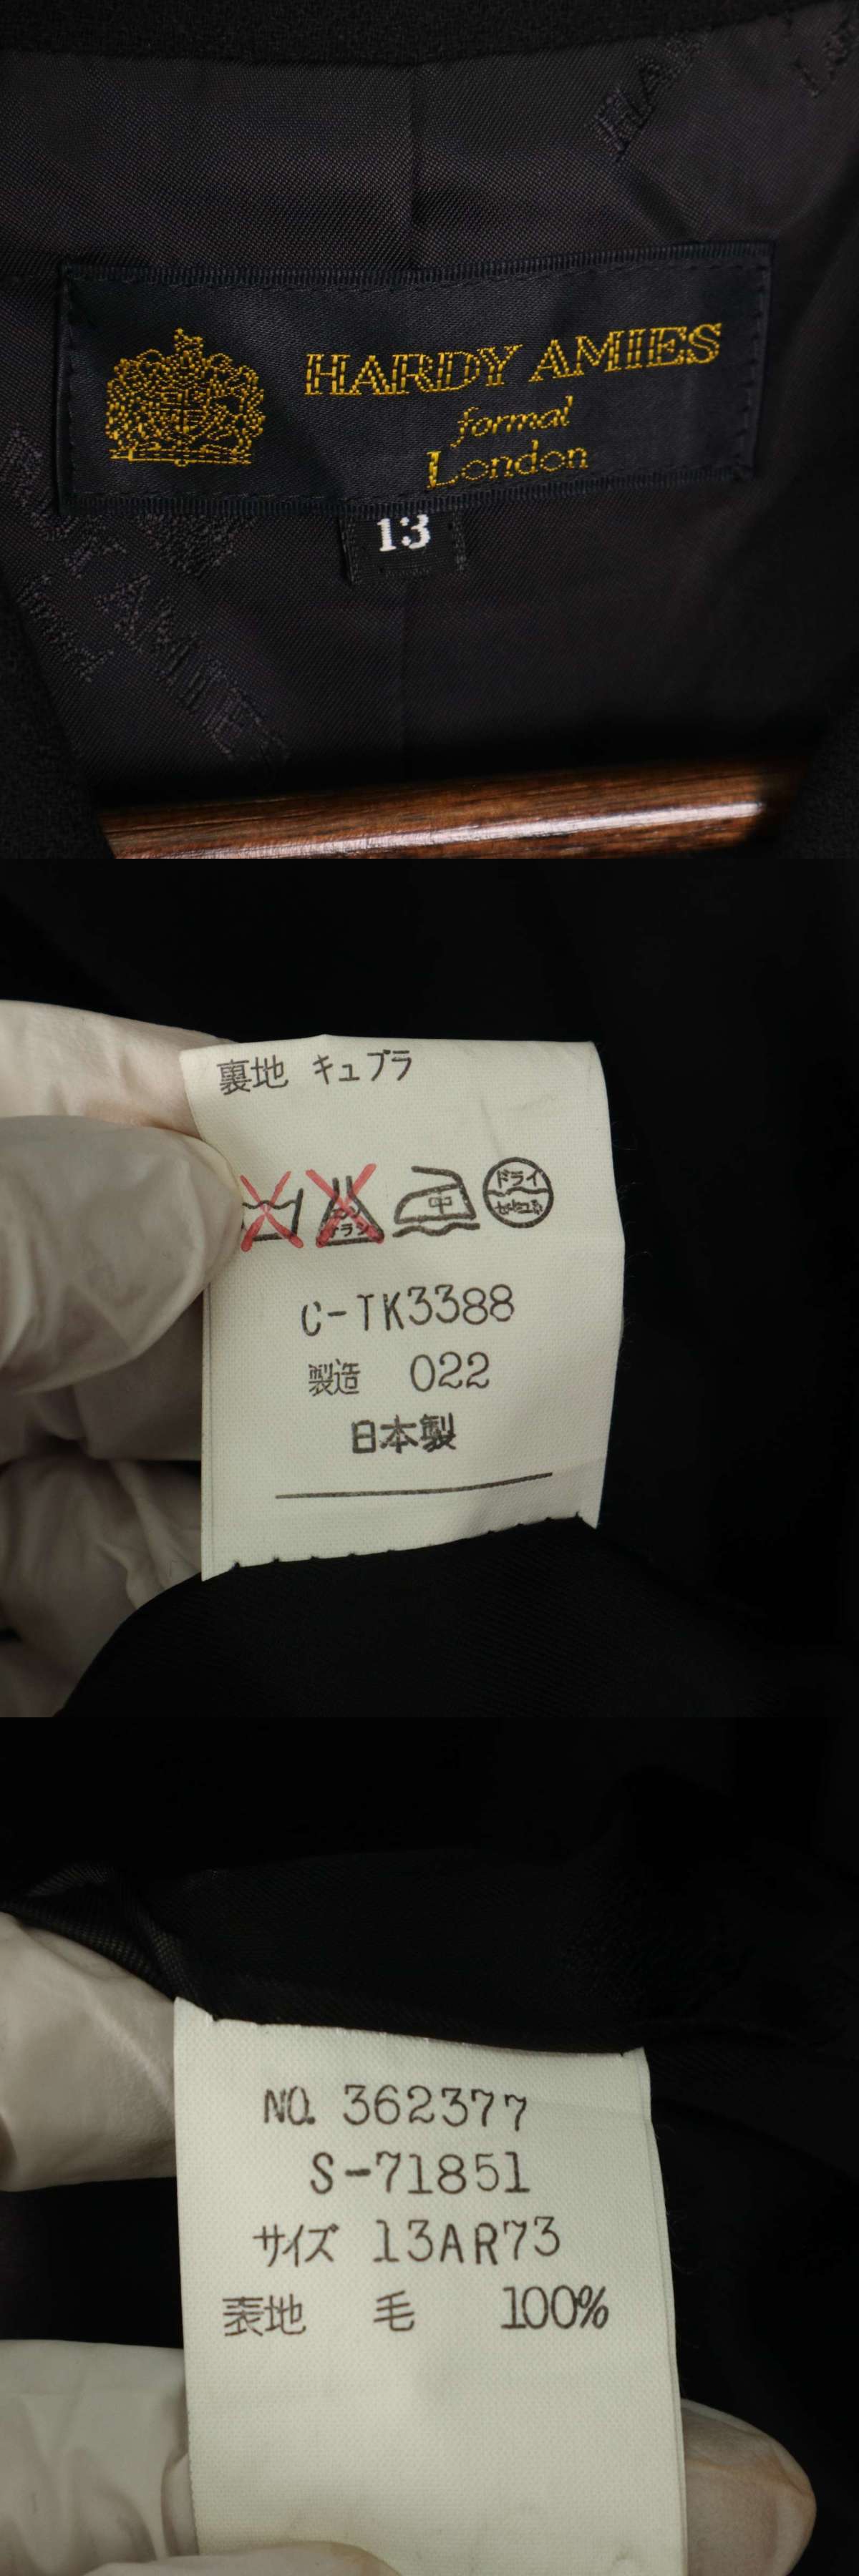 HARDY AMIES
formal
London
13
AMIES
裏地 キュプラ
中
ドライ
C-TK3388
製造 022
日本製
NO. 362377
S-71851
サイズ 13AR73
表地 毛 100%